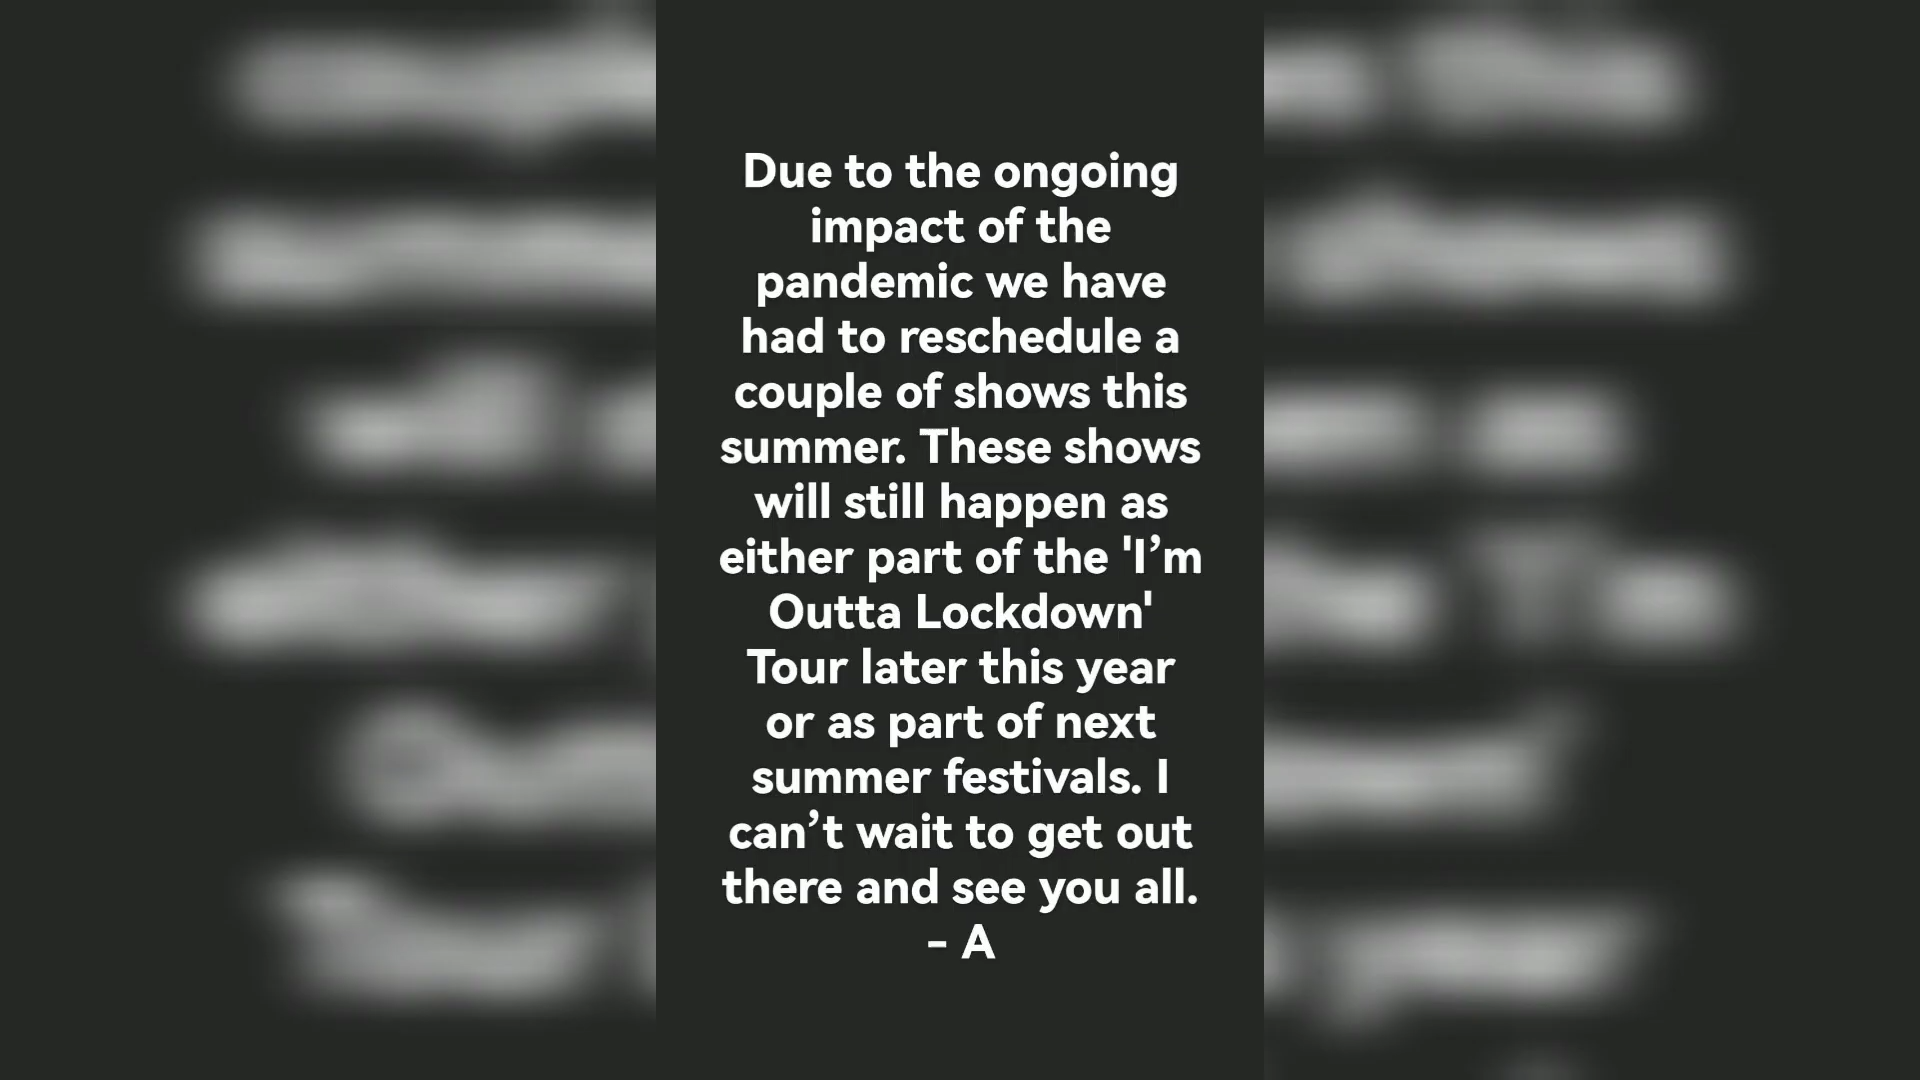 Due to the ongoing
impact of the
pandemic we have
had to reschedule a
couple of shows this
summer. These shows
will still happen as
either part of the 'I’m
Outta Lockdown'
Tour later this year
or as part of next
summer festivals. I
can’t wait to get out
there and see you all.
- A